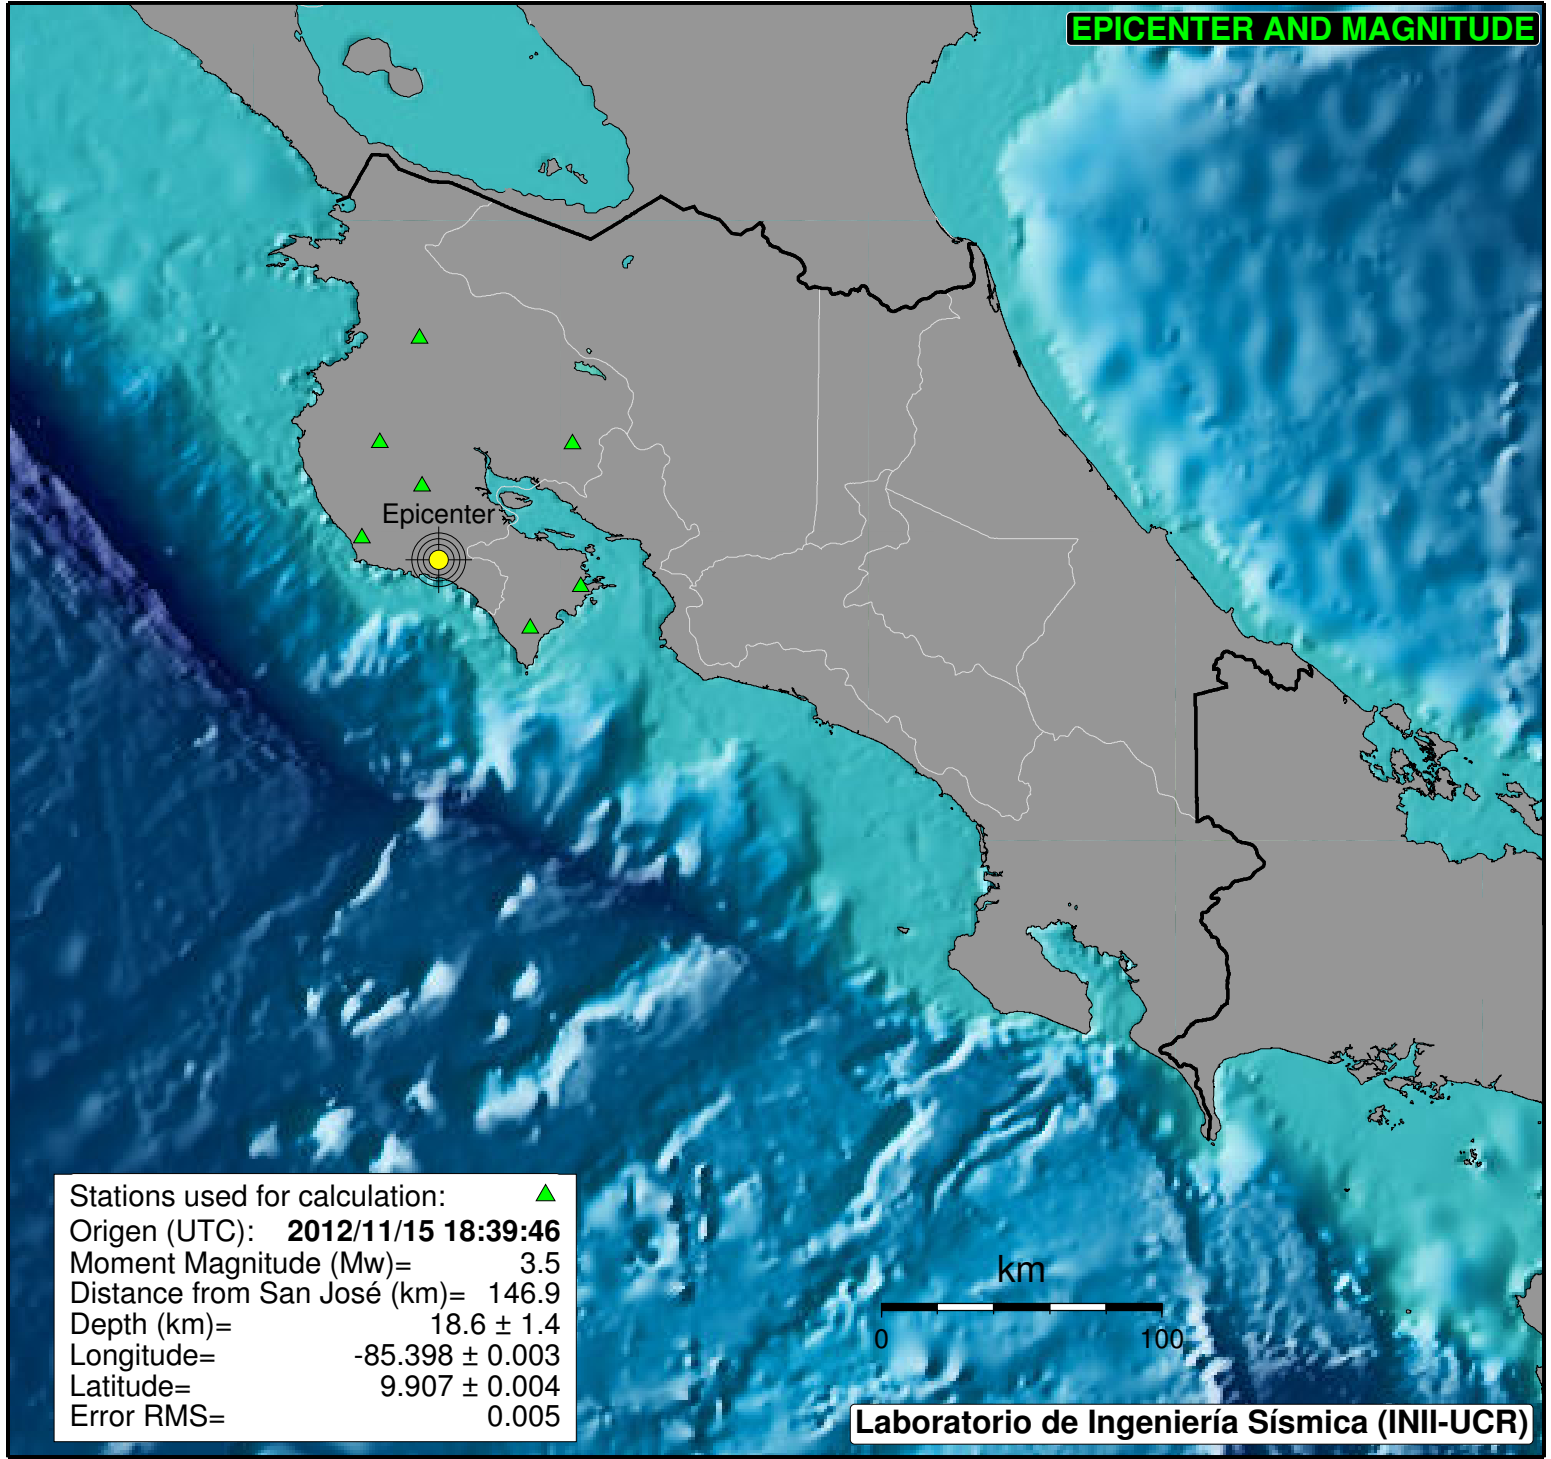 EPICENTER AND MAGNITUDE
Epicenter
Stations used for calculation:
Origen (UTC): 2012/11/15 18:39:46
Moment Magnitude (Mw)= 3.5
Distance from San José (km)= 146.9
Depth (km)= 18.6 ± 1.4
Longitude= -85.398 ± 0.003
Latitude= 9.907 ± 0.004
Error RMS= 0.005
km
0 100
Laboratorio de Ingeniería Sísmica (INII-UCR)